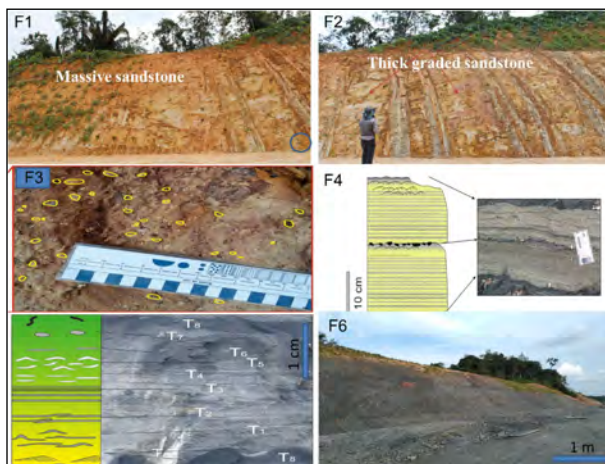 F1
Massive sandstone
F2
Thick graded sandstone
F3
F4
10 cm
T8
T7
T6
T5
T4
T3
T2
T1
T
T8
1 cm
F6
1 m